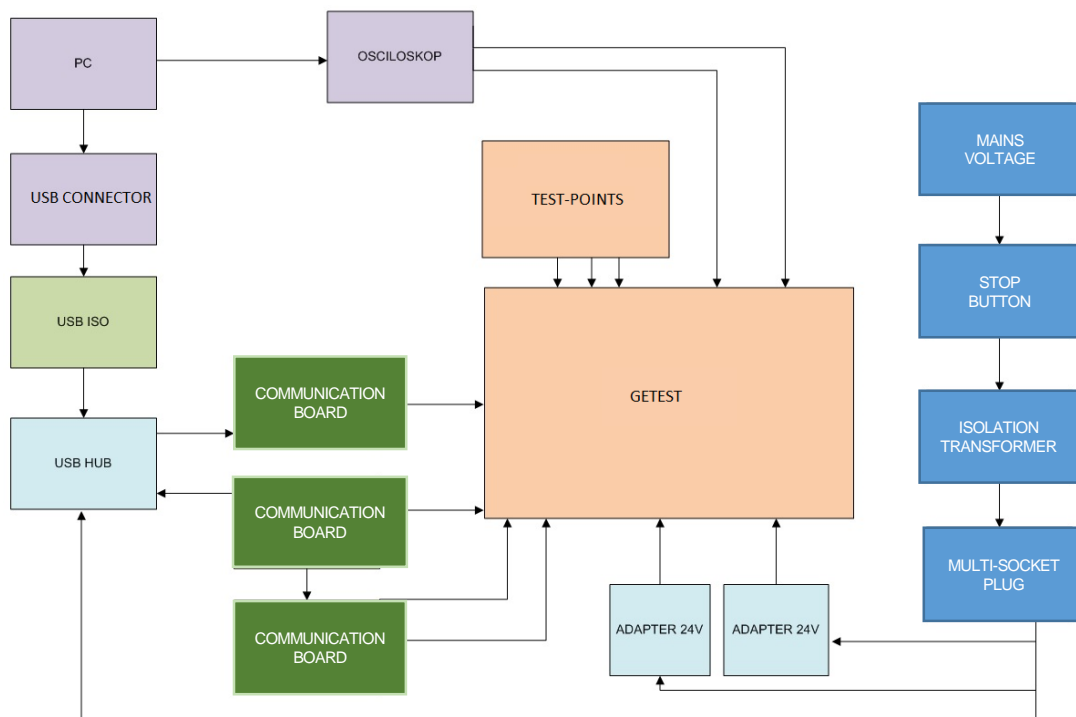 PC
OSCILOSKOP
MAINS
VOLTAGE
USB CONNECTOR
TEST-POINTS
STOP
BUTTON
USB ISO
COMMUNICATION
BOARD
GETEST
ISOLATION
TRANSFORMER
USB HUB
COMMUNICATION
BOARD
MULTI-SOCKET
PLUG
COMMUNICATION
BOARD
ADAPTER 24V
ADAPTER 24V